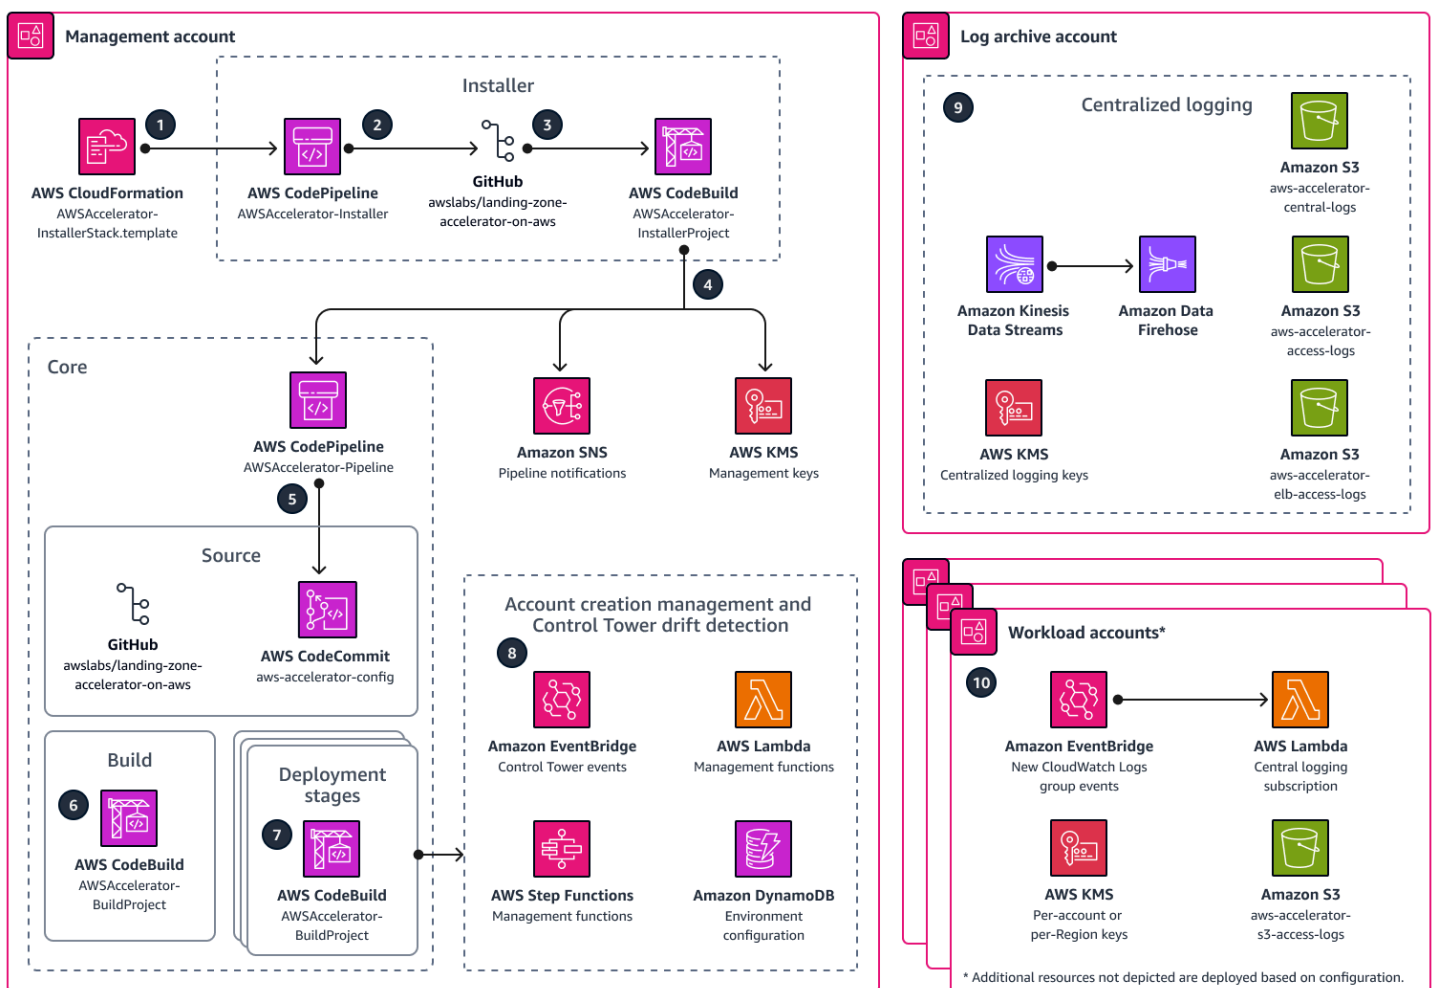 Management account
Installer
1
2
3
AWS CloudFormation
AWSAccelerator-
InstallerStack.template
AWS CodePipeline
AWSAccelerator-Installer
GitHub
awslabs/landing-zone-
accelerator-on-aws
AWS CodeBuild
AWSAccelerator-
InstallerProject
4
Core
AWS CodePipeline
AWSAccelerator-Pipeline
Amazon SNS
Pipeline notifications
AWS KMS
Management keys
5
Source
GitHub
awslabs/landing-zone-
accelerator-on-aws
AWS CodeCommit
aws-accelerator-config
Build
6
AWS CodeBuild
AWSAccelerator-
BuildProject
Deployment
stages
7
AWS CodeBuild
AWSAccelerator-
BuildProject
Account creation management and
Control Tower drift detection
8
Amazon EventBridge
Control Tower events
AWS Lambda
Management functions
AWS Step Functions
Management functions
Amazon DynamoDB
Environment
configuration
Log archive account
9
Centralized logging
Amazon S3
aws-accelerator-
central-logs
Amazon Kinesis
Data Streams
Amazon Data
Firehose
Amazon S3
aws-accelerator-
access-logs
AWS KMS
Centralized logging keys
Amazon S3
aws-accelerator-
elb-access-logs
Workload accounts*
10
Amazon EventBridge
New CloudWatch Logs
group events
AWS Lambda
Central logging
subscription
AWS KMS
Per-account or
per-Region keys
Amazon S3
aws-accelerator-
s3-access-logs
* Additional resources not depicted are deployed based on configuration.